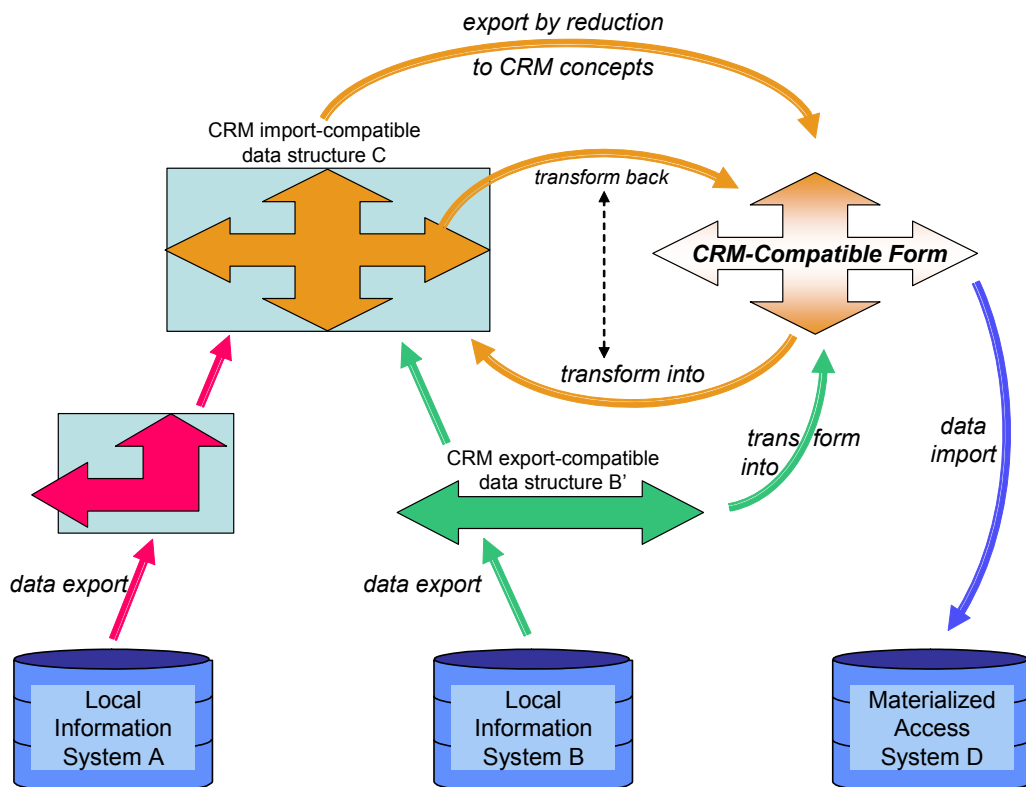 export by reduction
to CRM concepts
CRM import-compatible
data structure C
transform back
CRM-Compatible Form
transform into
transform
into
data
import
CRM export-compatible
data structure B’
data export
data export
Local
Information
System A
Local
Information
System B
Materialized
Access
System D